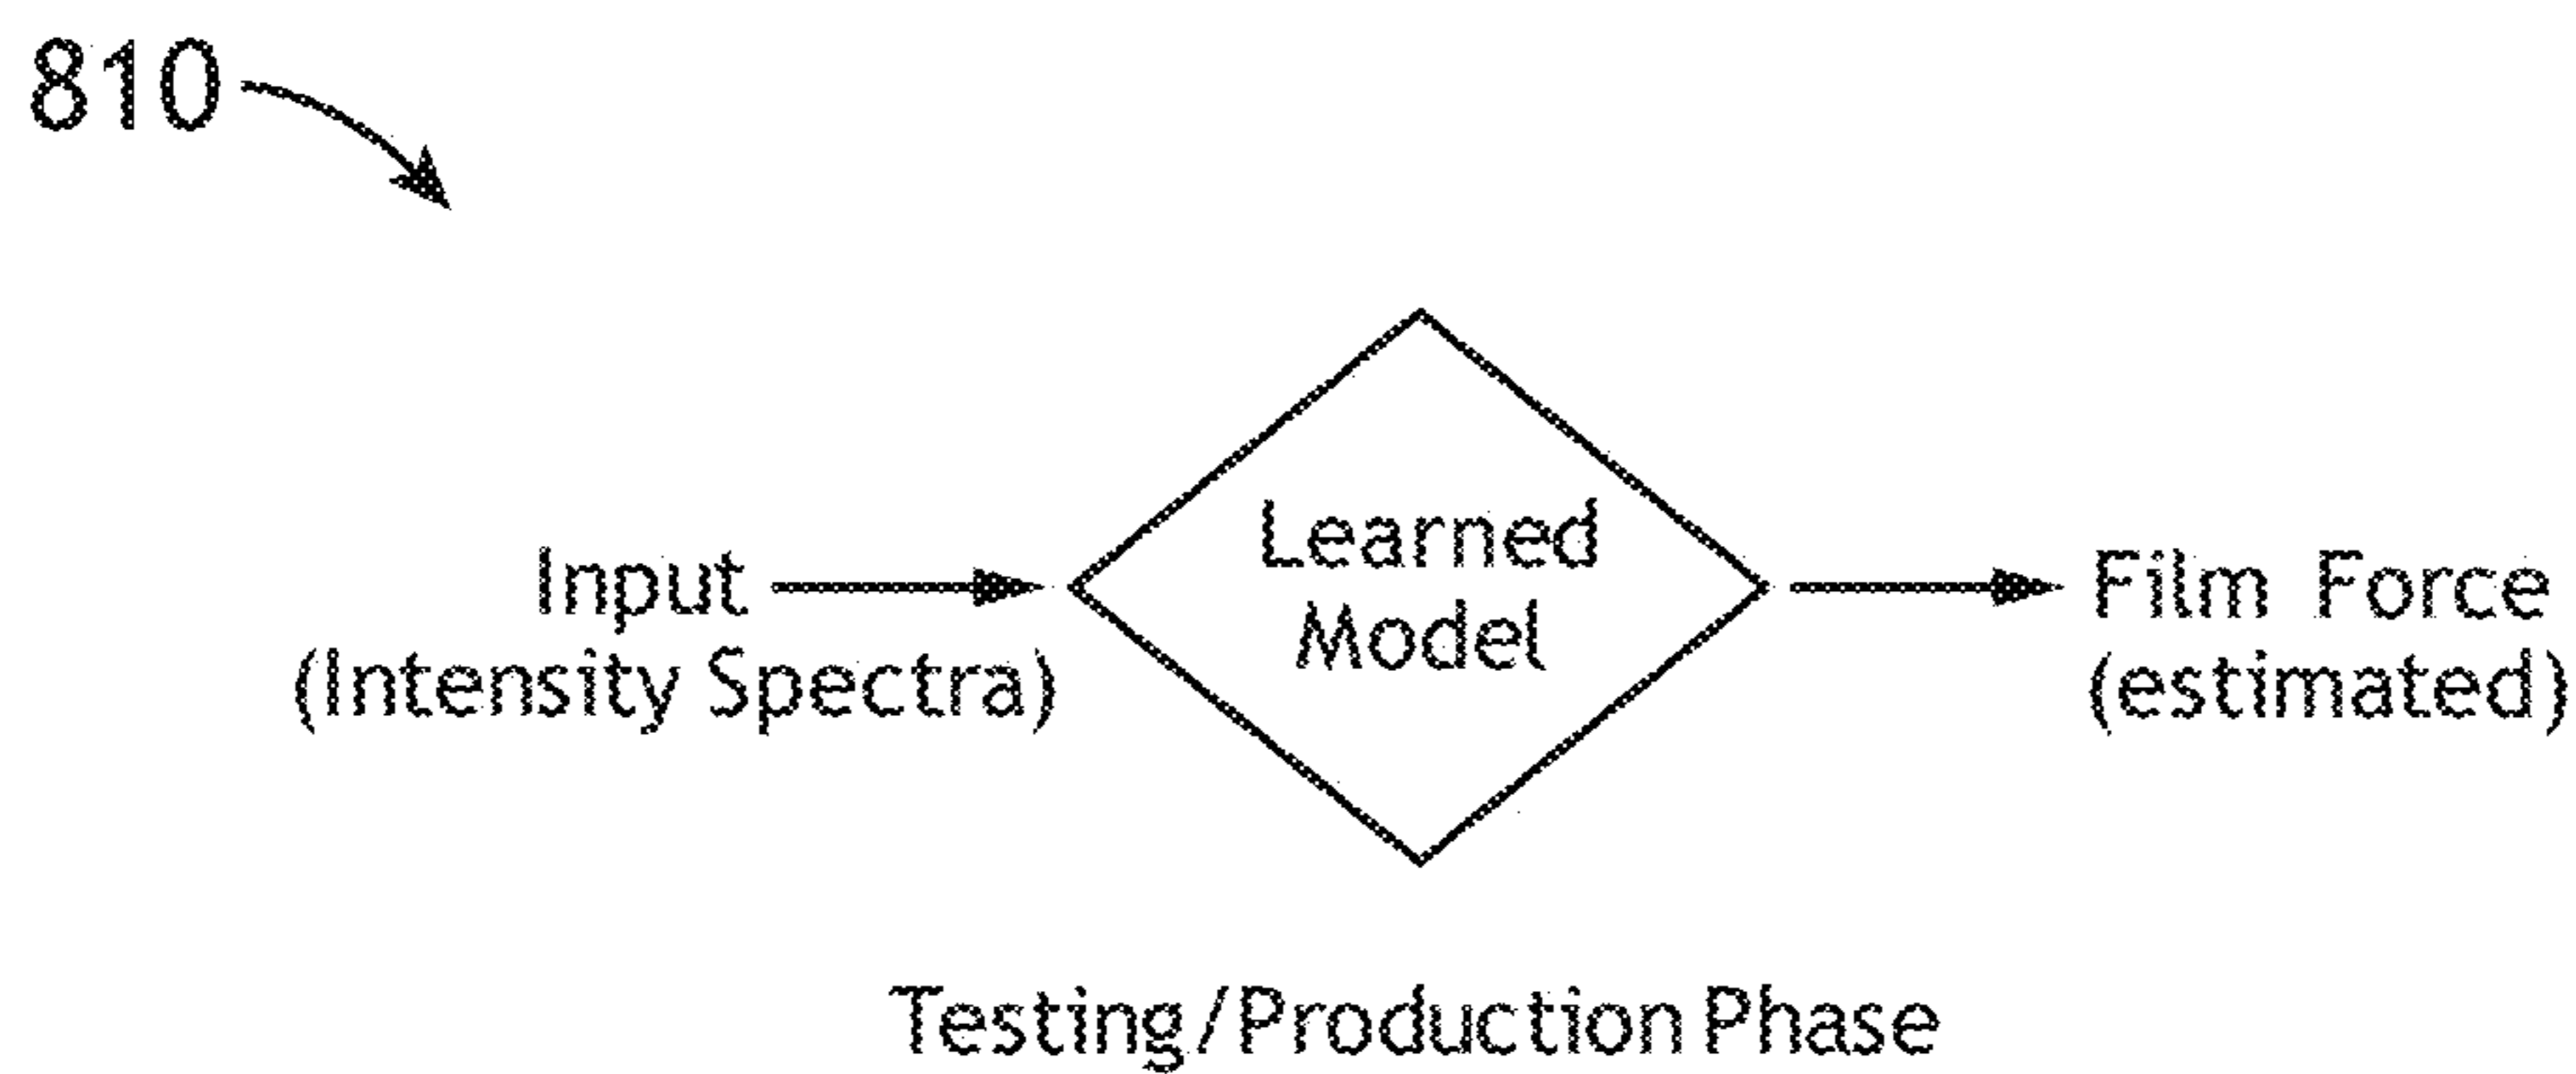 810
Input
(Intensity Spectra)
Learned
Model
Film Force
(estimated)
Testing/Production Phase